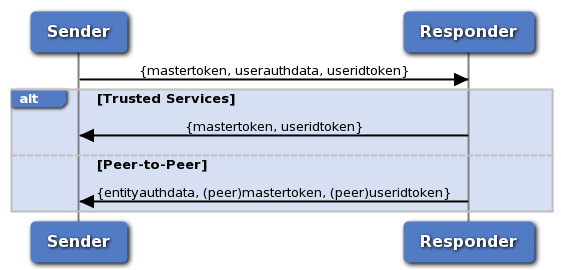 Sender Responder
{mastertoken, userauthdata, useridtoken}
alt [Trusted Services]
{mastertoken, useridtoken}
[Peer-to-Peer]
{entityauthdata, (peer)mastertoken, (peer)useridtoken}
Sender Responder